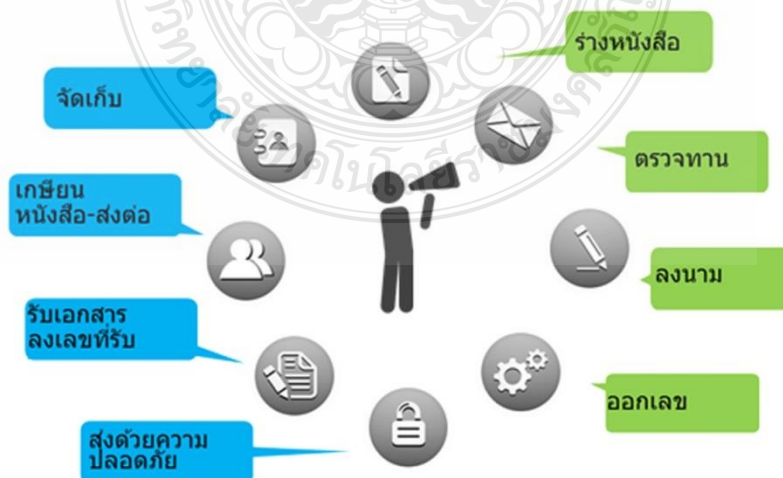 ร่างหนังสือ
ตรวจทาน
ลงนาม
ออกเลข
ส่งด้วยความ
ปลอดภัย
รับเอกสาร
ลงเลขที่รับ
เกษียน
หนังสือ-ส่งต่อ
จัดเก็บ